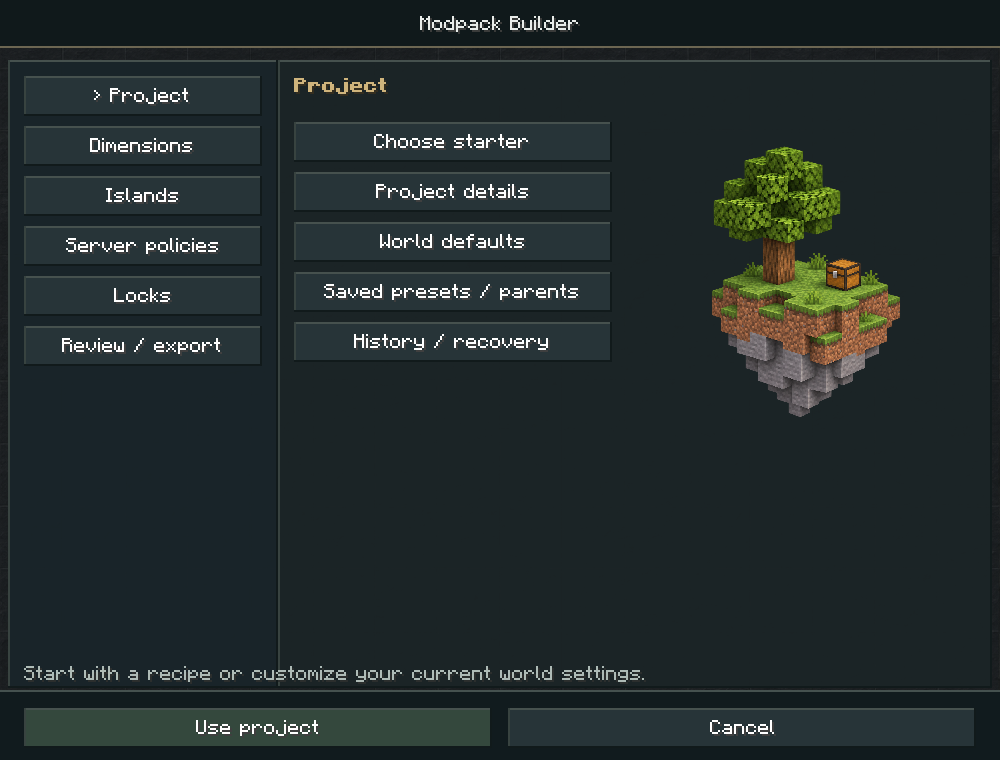 Modpack Builder
> Project
Dimensions
Islands
Server policies
Locks
Review / export
Project
Choose starter
Project details
World defaults
Saved presets / parents
History / recovery
Start with a recipe or customize your current world settings.
Use project
Cancel